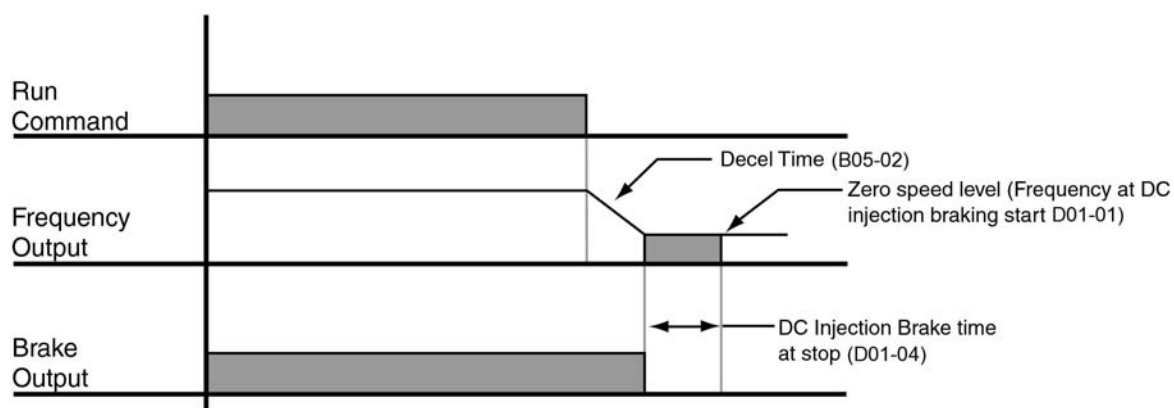 Run
Command
Decel Time (B05-02)
Zero speed level (Frequency at DC
injection braking start D01-01)
Frequency
Output
DC Injection Brake time
at stop (D01-04)
Brake
Output